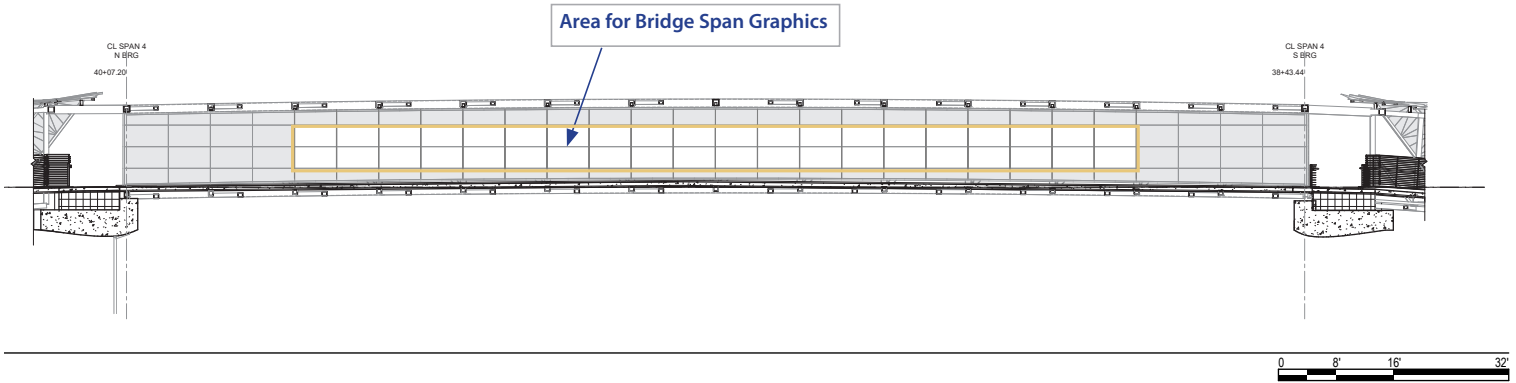 Area for Bridge Span Graphics
CL SPAN 4
N BRG
40+07.20
CL SPAN 4
S BRG
38+43.44
0 8' 16' 32'